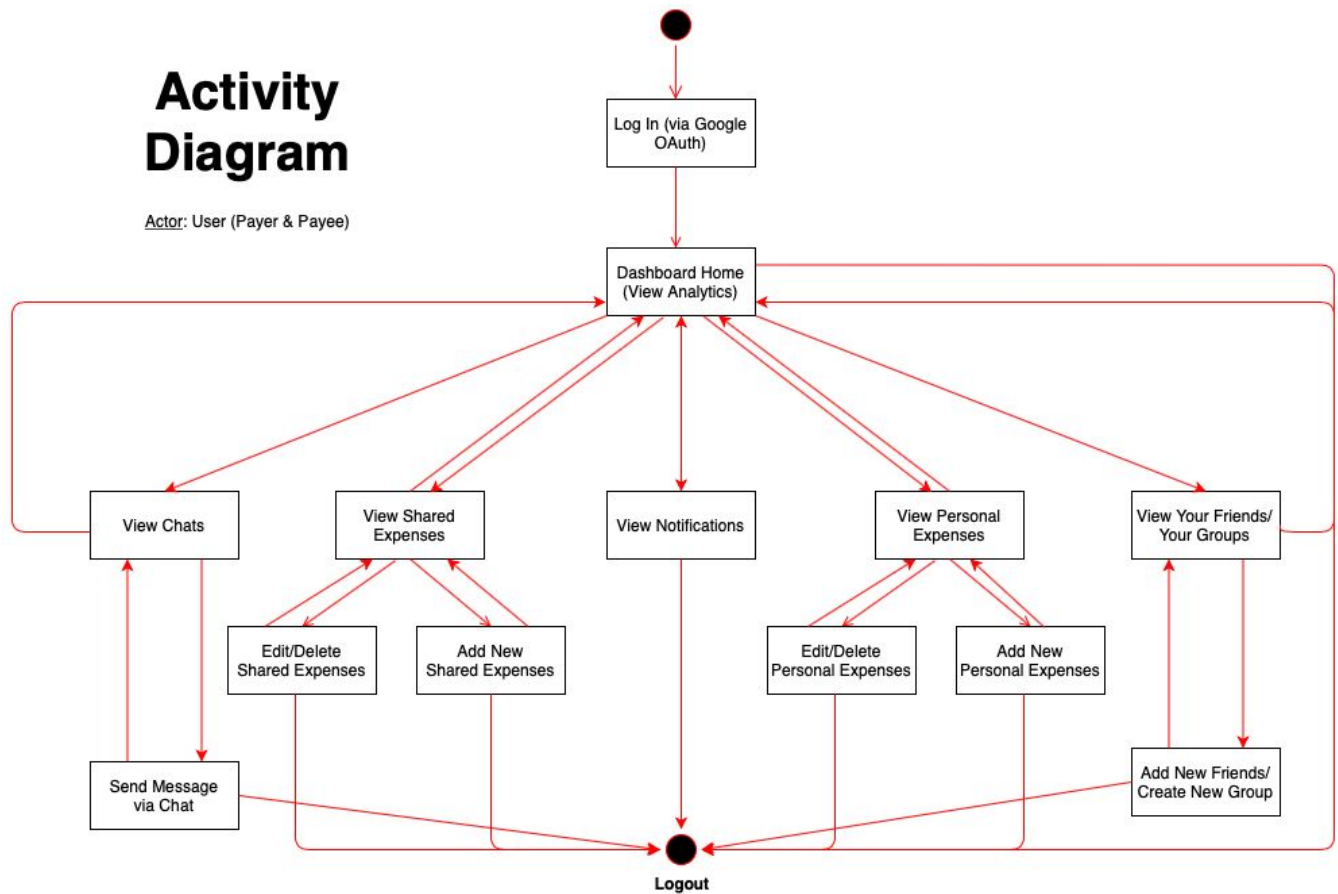 Activity
Diagram
Actor: User (Payer & Payee)
Log In (via Google
OAuth)
Dashboard Home
(View Analytics)
View Chats
View Shared
Expenses
View Notifications
View Personal
Expenses
View Your Friends/
Your Groups
Edit/Delete
Shared Expenses
Add New
Shared Expenses
Edit/Delete
Personal Expenses
Add New
Personal Expenses
Send Message
via Chat
Add New Friends/
Create New Group
Logout